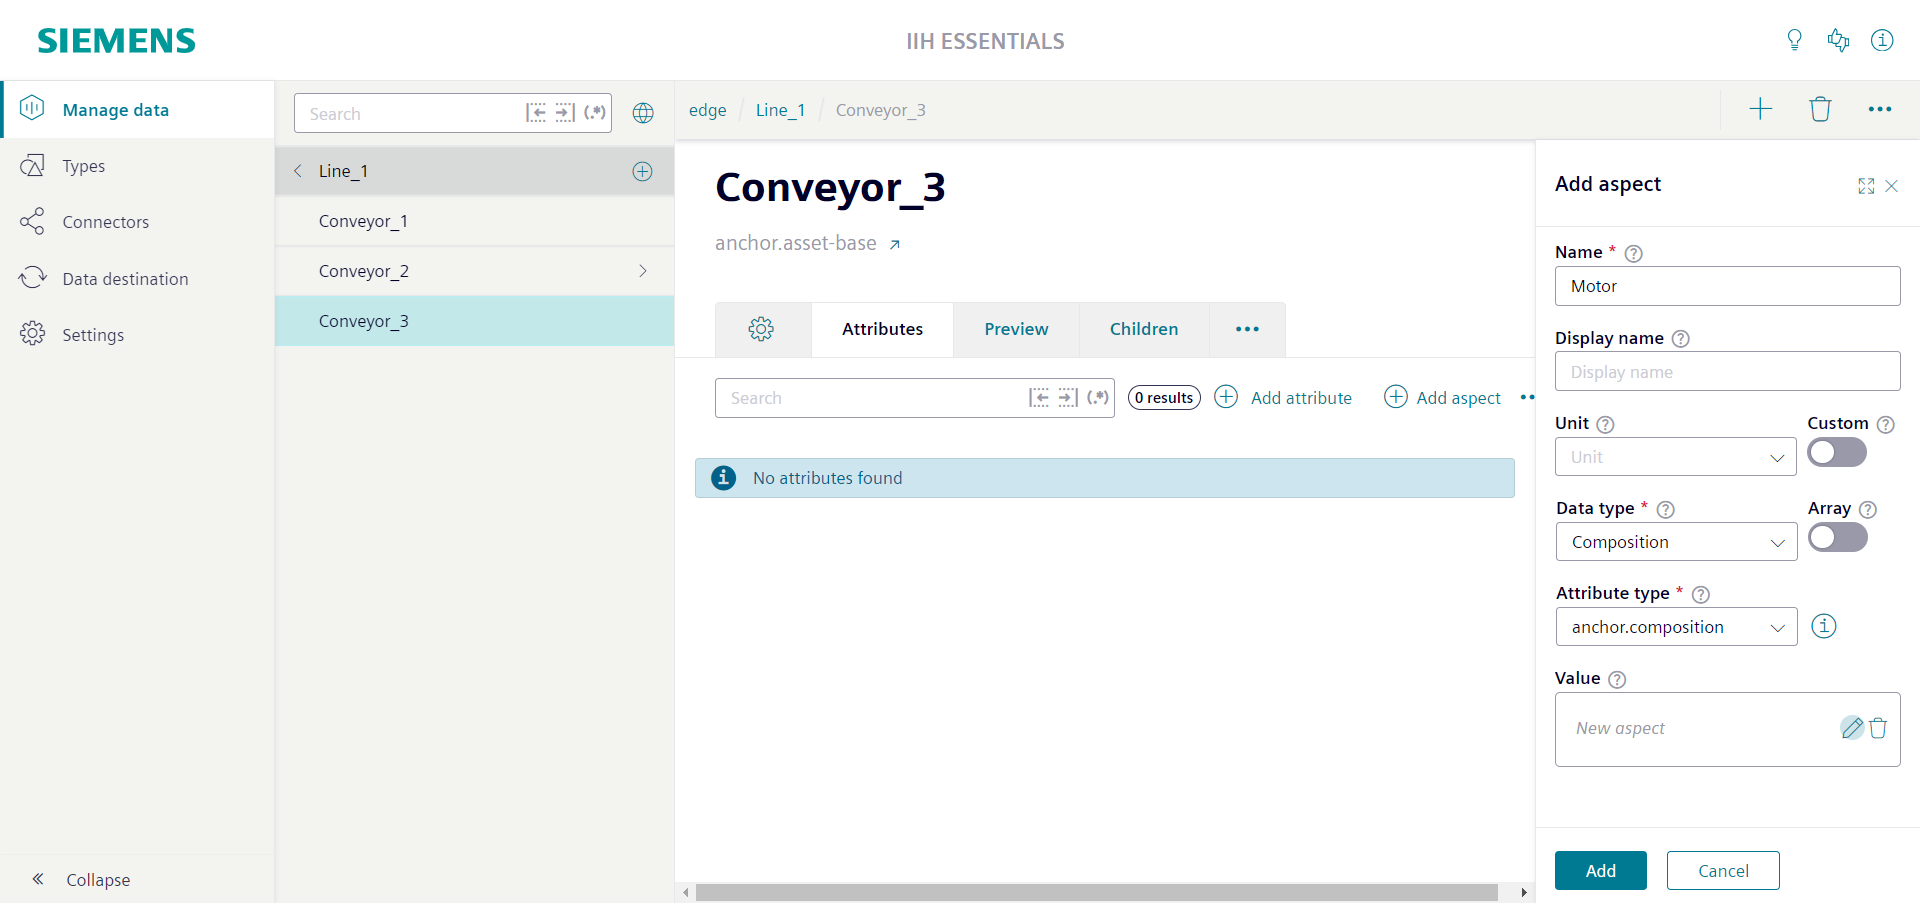 SIEMENS
IIH ESSENTIALS
Manage data
Types
Connectors
Data destination
Settings
Collapse
Search
(.*)
Line_1
Conveyor_1
Conveyor_2
Conveyor_3
edge
Line_1
Conveyor_3
Conveyor_3
anchor.asset-base
Attributes
Preview
Children
Search
(.*)
0 results
Add attribute
Add aspect
No attributes found
Add aspect
Name *
Motor
Display name
Display name
Unit
Custom
Unit
Data type *
Array
Composition
Attribute type *
anchor.composition
Value
New aspect
Add
Cancel